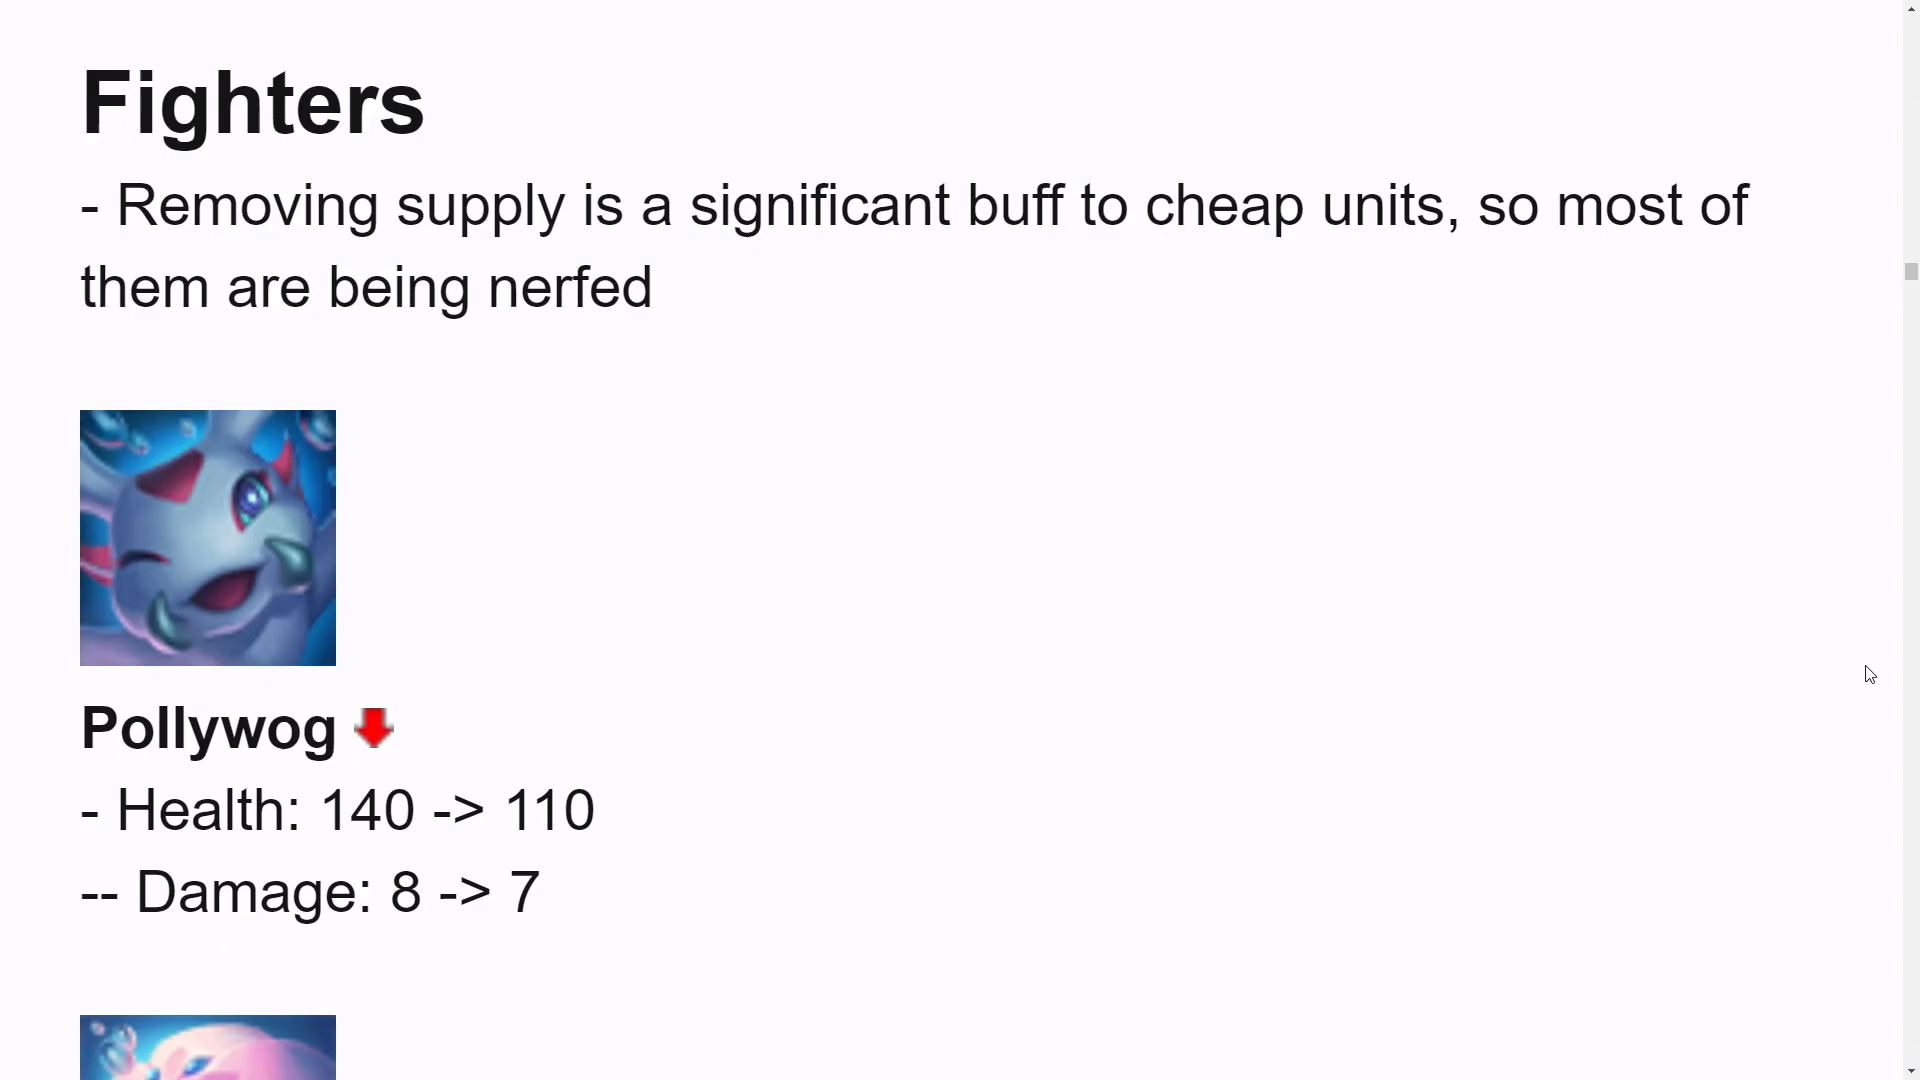 Fighters
- Removing supply is a significant buff to cheap units, so most of
them are being nerfed
Pollywog
- Health: 140 -> 110
-- Damage: 8 -> 7